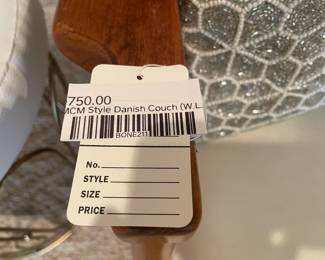 750.00
MCM Style Danish Couch (W.L.
BONE211
No.
STYLE
SIZE
PRICE